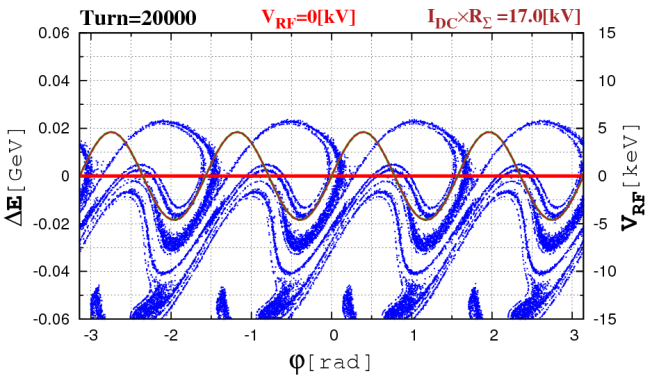 Turn=20000 V_RF=0[kV] I_DC×R_Σ=17.0[kV]
0.06 15
0.04 10
0.02 5
0 0
-0.02 -5
-0.04 -10
-0.06 -15
ΔE[GeV]
V_RF[keV]
-3 -2 -1 0 1 2 3
φ[rad]